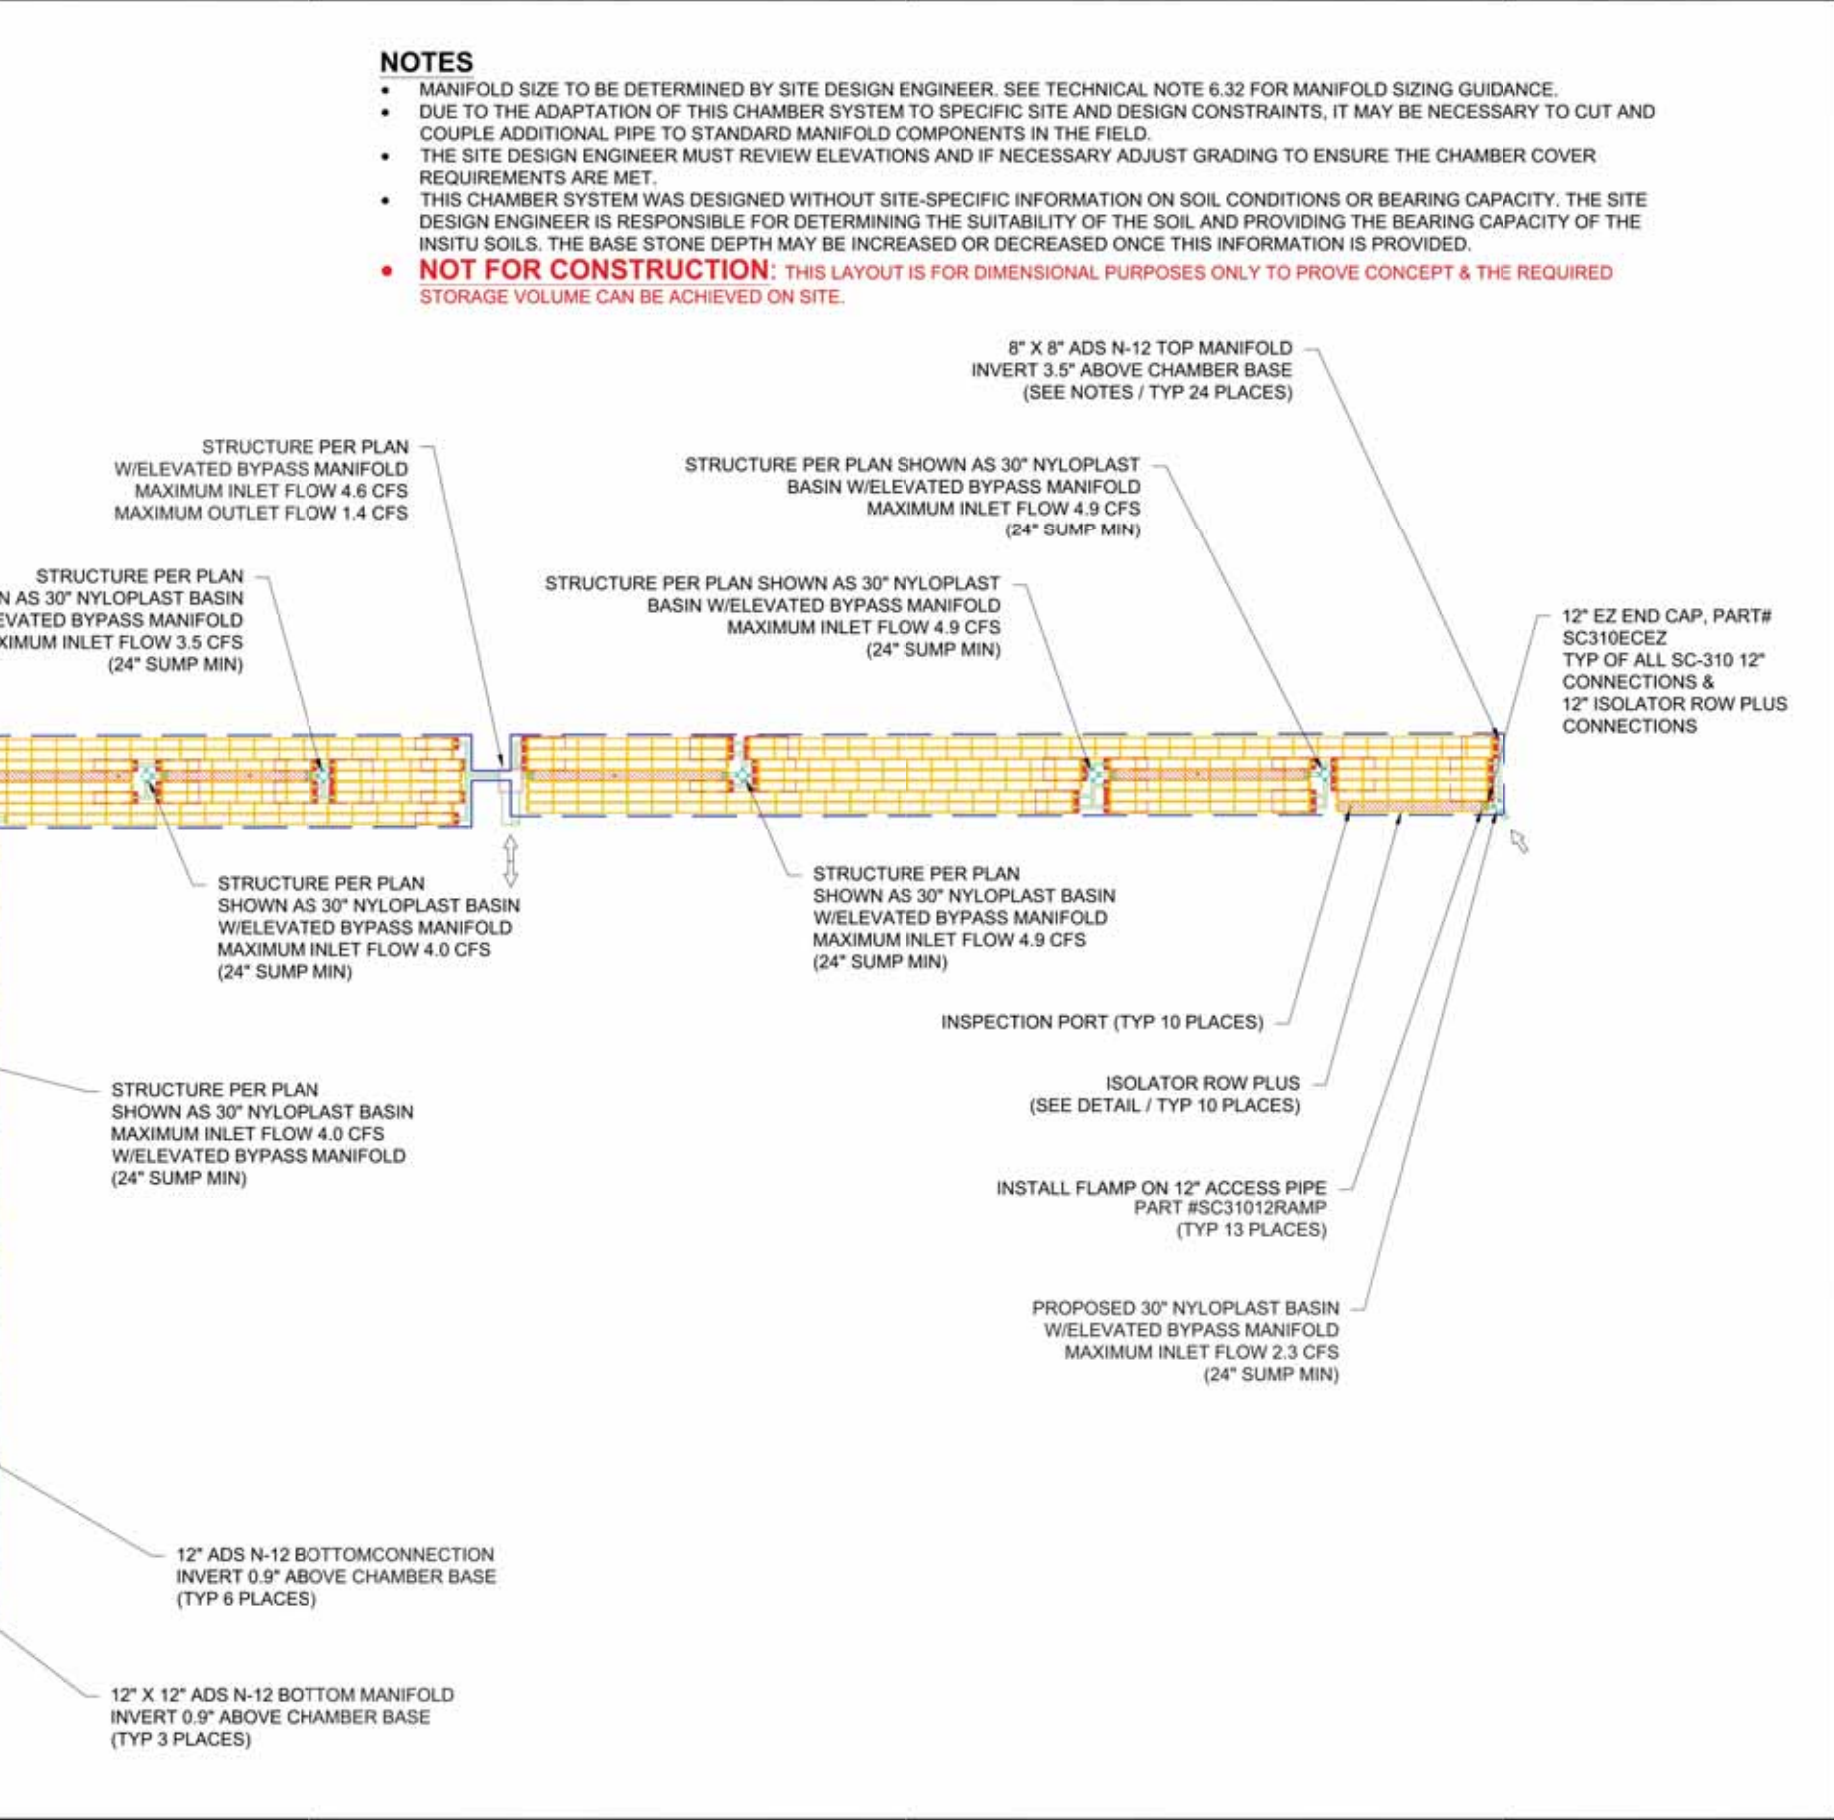 NOTES
• MANIFOLD SIZE TO BE DETERMINED BY SITE DESIGN ENGINEER. SEE TECHNICAL NOTE 6.32 FOR MANIFOLD SIZING GUIDANCE.
• DUE TO THE ADAPTATION OF THIS CHAMBER SYSTEM TO SPECIFIC SITE AND DESIGN CONSTRAINTS, IT MAY BE NECESSARY TO CUT AND
COUPLE ADDITIONAL PIPE TO STANDARD MANIFOLD COMPONENTS IN THE FIELD.
• THE SITE DESIGN ENGINEER MUST REVIEW ELEVATIONS AND IF NECESSARY ADJUST GRADING TO ENSURE THE CHAMBER COVER
REQUIREMENTS ARE MET.
• THIS CHAMBER SYSTEM WAS DESIGNED WITHOUT SITE-SPECIFIC INFORMATION ON SOIL CONDITIONS OR BEARING CAPACITY. THE SITE
DESIGN ENGINEER IS RESPONSIBLE FOR DETERMINING THE SUITABILITY OF THE SOIL AND PROVIDING THE BEARING CAPACITY OF THE
INSITU SOILS. THE BASE STONE DEPTH MAY BE INCREASED OR DECREASED ONCE THIS INFORMATION IS PROVIDED.
• NOT FOR CONSTRUCTION: THIS LAYOUT IS FOR DIMENSIONAL PURPOSES ONLY TO PROVE CONCEPT & THE REQUIRED
STORAGE VOLUME CAN BE ACHIEVED ON SITE.
8" X 8" ADS N-12 TOP MANIFOLD
INVERT 3.5" ABOVE CHAMBER BASE
(SEE NOTES / TYP 24 PLACES)
STRUCTURE PER PLAN
W/ELEVATED BYPASS MANIFOLD
MAXIMUM INLET FLOW 4.6 CFS
MAXIMUM OUTLET FLOW 1.4 CFS
STRUCTURE PER PLAN SHOWN AS 30" NYLOPLAST
BASIN W/ELEVATED BYPASS MANIFOLD
MAXIMUM INLET FLOW 4.9 CFS
(24" SUMP MIN)
STRUCTURE PER PLAN
N AS 30" NYLOPLAST BASIN
EVATED BYPASS MANIFOLD
XIMUM INLET FLOW 3.5 CFS
(24" SUMP MIN)
STRUCTURE PER PLAN SHOWN AS 30" NYLOPLAST
BASIN W/ELEVATED BYPASS MANIFOLD
MAXIMUM INLET FLOW 4.9 CFS
(24" SUMP MIN)
12" EZ END CAP, PART#
SC310ECEZ
TYP OF ALL SC-310 12"
CONNECTIONS &
12" ISOLATOR ROW PLUS
CONNECTIONS
STRUCTURE PER PLAN
SHOWN AS 30" NYLOPLAST BASIN
W/ELEVATED BYPASS MANIFOLD
MAXIMUM INLET FLOW 4.0 CFS
(24" SUMP MIN)
STRUCTURE PER PLAN
SHOWN AS 30" NYLOPLAST BASIN
W/ELEVATED BYPASS MANIFOLD
MAXIMUM INLET FLOW 4.9 CFS
(24" SUMP MIN)
INSPECTION PORT (TYP 10 PLACES)
ISOLATOR ROW PLUS
(SEE DETAIL / TYP 10 PLACES)
STRUCTURE PER PLAN
SHOWN AS 30" NYLOPLAST BASIN
MAXIMUM INLET FLOW 4.0 CFS
W/ELEVATED BYPASS MANIFOLD
(24" SUMP MIN)
INSTALL FLAMP ON 12" ACCESS PIPE
PART #SC31012RAMP
(TYP 13 PLACES)
PROPOSED 30" NYLOPLAST BASIN
W/ELEVATED BYPASS MANIFOLD
MAXIMUM INLET FLOW 2.3 CFS
(24" SUMP MIN)
12" ADS N-12 BOTTOMCONNECTION
INVERT 0.9" ABOVE CHAMBER BASE
(TYP 6 PLACES)
12" X 12" ADS N-12 BOTTOM MANIFOLD
INVERT 0.9" ABOVE CHAMBER BASE
(TYP 3 PLACES)